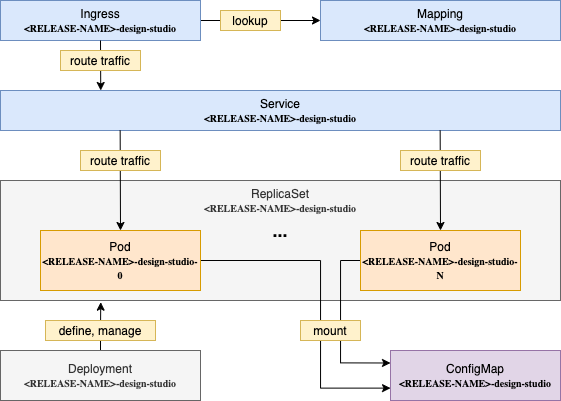 Ingress
<RELEASE-NAME>-design-studio
lookup
Mapping
<RELEASE-NAME>-design-studio
route traffic
Service
<RELEASE-NAME>-design-studio
route traffic
route traffic
ReplicaSet
<RELEASE-NAME>-design-studio
...
Pod
<RELEASE-NAME>-design-studio-
0
Pod
<RELEASE-NAME>-design-studio-
N
define, manage
mount
Deployment
<RELEASE-NAME>-design-studio
ConfigMap
<RELEASE-NAME>-design-studio